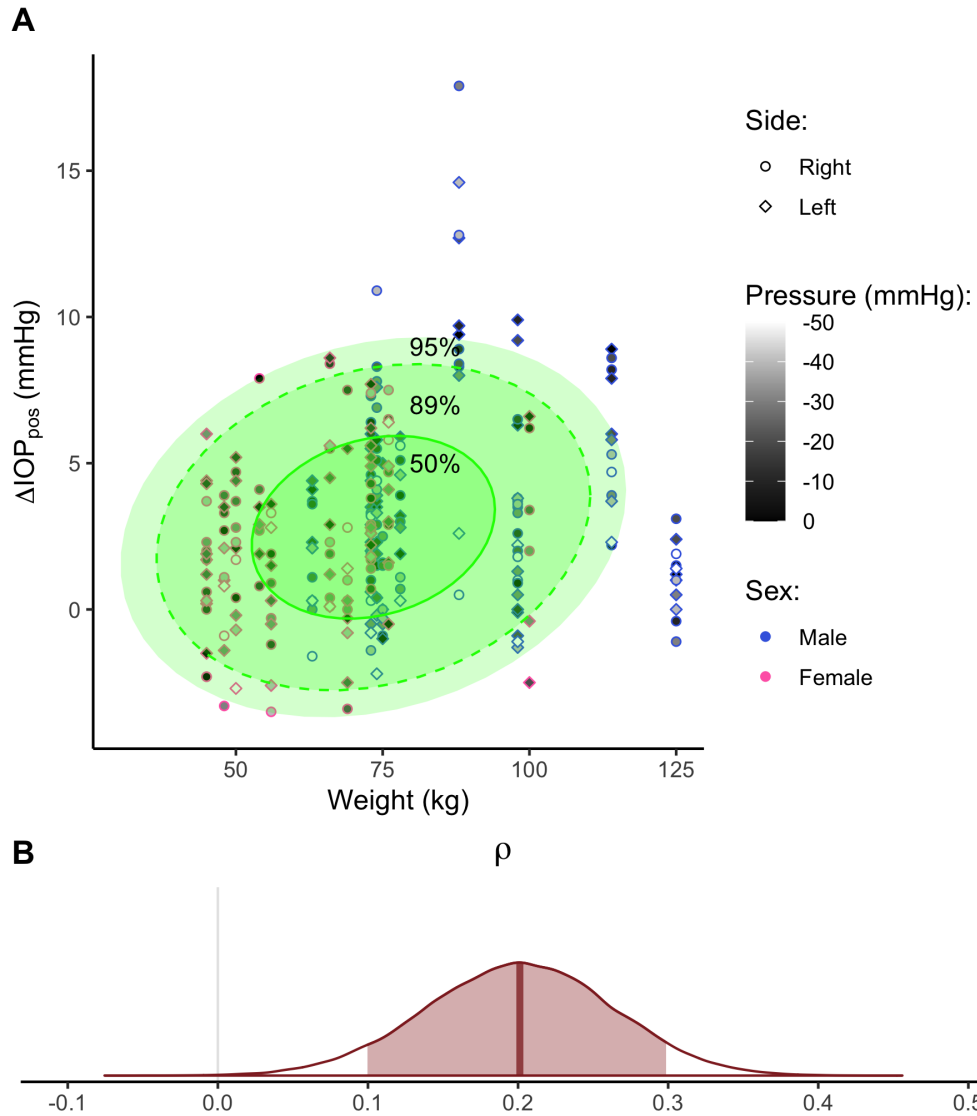 A
15
10
5
0
ΔIOPpos (mmHg)
95%
89%
50%
50
75
100
125
Weight (kg)
Side:
Right
Left
Pressure (mmHg):
-50
-40
-30
-20
-10
0
Sex:
Male
Female
B
ρ
-0.1
0.0
0.1
0.2
0.3
0.4
0.5